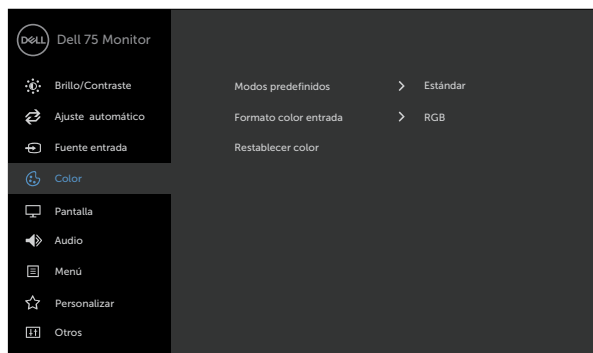 DELL Dell 75 Monitor
Brillo/Contraste
Modos predefinidos > Estándar
Ajuste automático
Formato color entrada > RGB
Fuente entrada
Restablecer color
Color
Pantalla
Audio
Menú
Personalizar
Otros